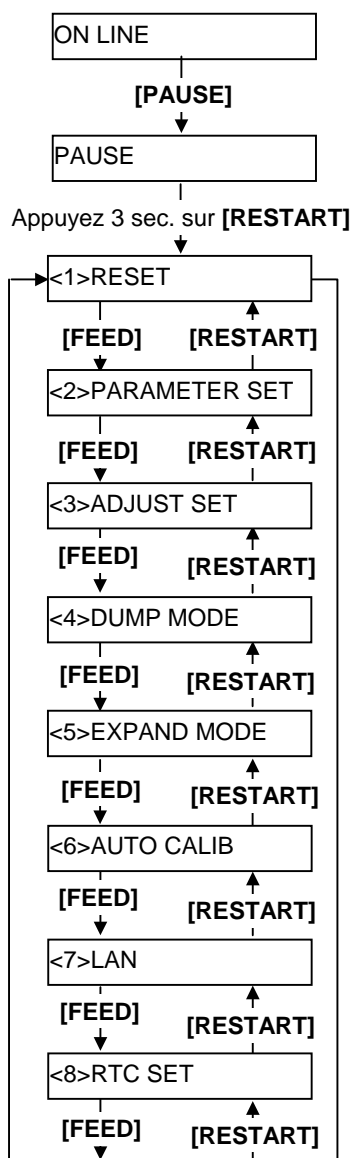 ON LINE
[PAUSE]
PAUSE
Appuyez 3 sec. sur [RESTART]
<1>RESET
[FEED] [RESTART]
<2>PARAMETER SET
[FEED] [RESTART]
<3>ADJUST SET
[FEED] [RESTART]
<4>DUMP MODE
[FEED] [RESTART]
<5>EXPAND MODE
[FEED] [RESTART]
<6>AUTO CALIB
[FEED] [RESTART]
<7>LAN
[FEED] [RESTART]
<8>RTC SET
[FEED] [RESTART]